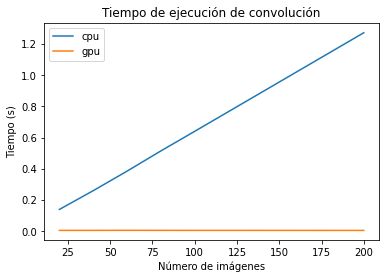 Tiempo de ejecución de convolución
cpu
gpu
Tiempo (s)
1.2
1.0
0.8
0.6
0.4
0.2
0.0
25 50 75 100 125 150 175 200
Número de imágenes